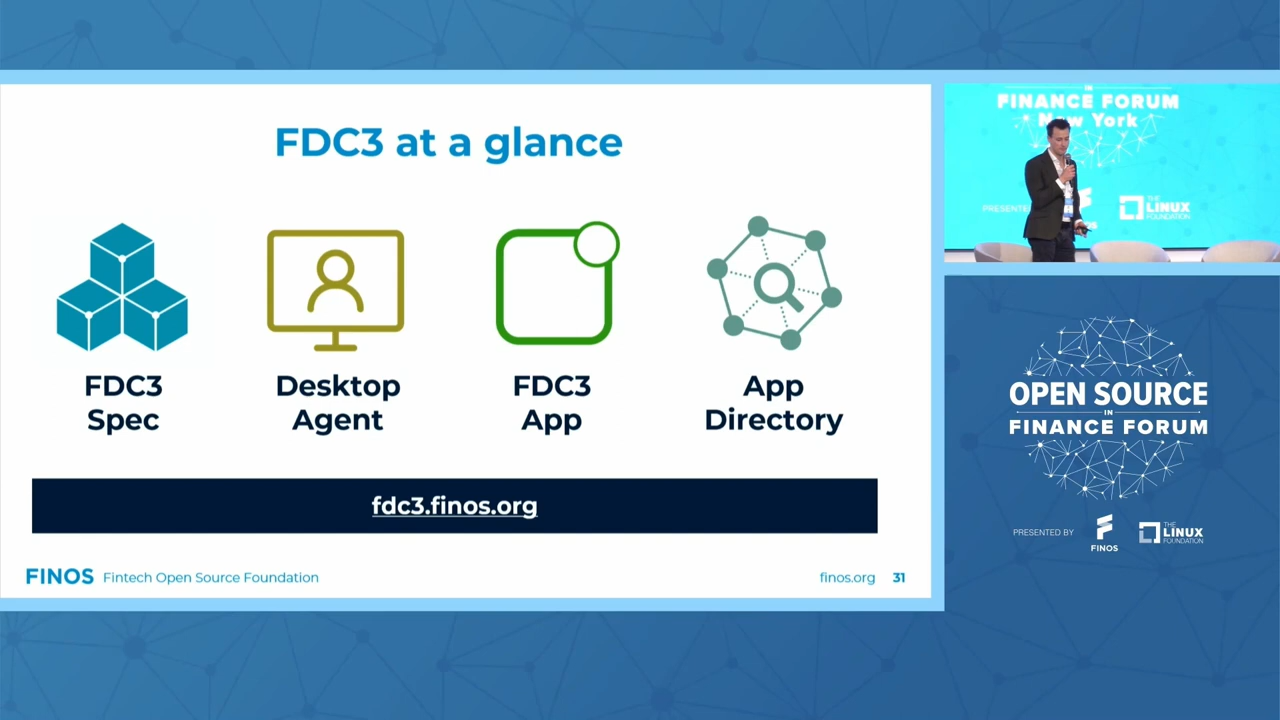 FDC3 at a glance
FDC3
Spec
Desktop
Agent
FDC3
App
App
Directory
fdc3.finos.org
FINOS Fintech Open Source Foundation
finos.org 31
IN
FINANCE FORUM
New York
PRESENTE
THE
LINUX
FOUNDATION
OPEN SOURCE
IN
FINANCE FORUM
PRESENTED BY
FINOS
THE
LINUX
FOUNDATION